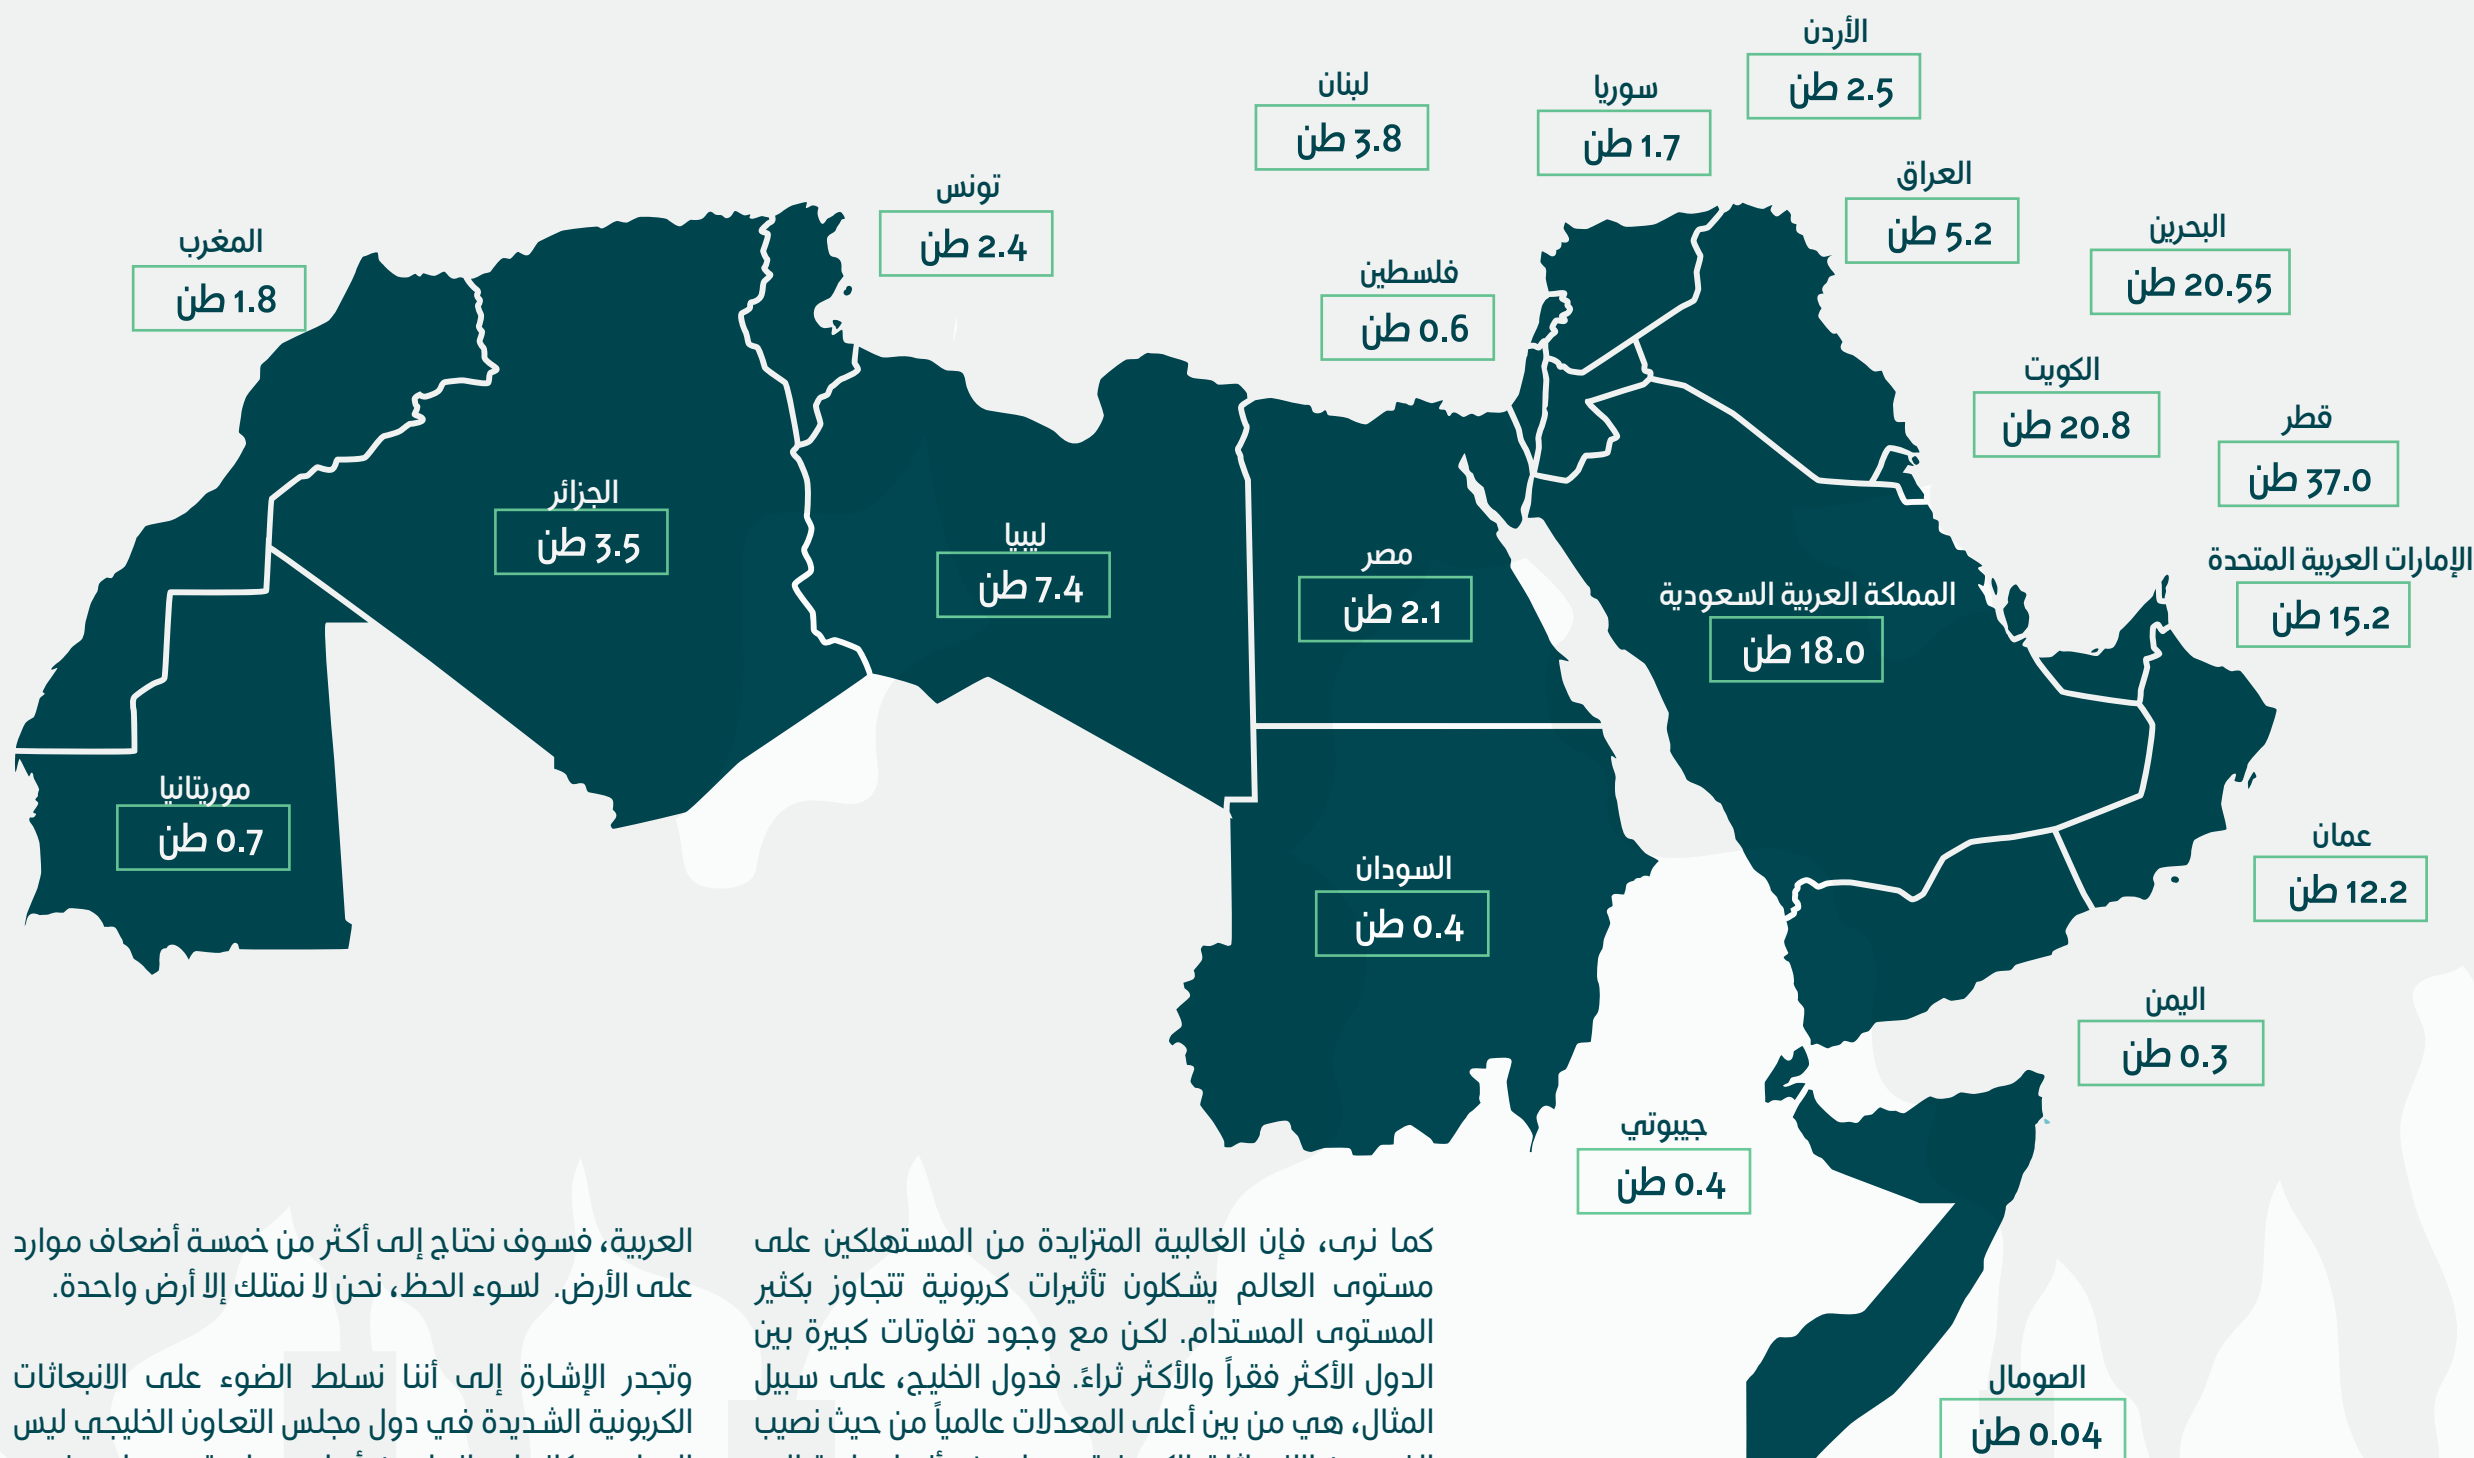 الأردن
2.5 طن
لبنان
3.8 طن
سوريا
1.7 طن
العراق
5.2 طن
تونس
2.4 طن
البحرين
20.55 طن
المغرب
1.8 طن
فلسطين
0.6 طن
الكويت
20.8 طن
قطر
37.0 طن
الجزائر
3.5 طن
ليبيا
7.4 طن
مصر
2.1 طن
الإمارات العربية المتحدة
15.2 طن
المملكة العربية السعودية
18.0 طن
موريتانيا
0.7 طن
السودان
0.4 طن
عمان
12.2 طن
اليمن
0.3 طن
جيبوتي
0.4 طن
الصومال
0.04 طن
كما نرى، فإن الغالبية المتزايدة من المستهلكين على
مستوى العالم يشكلون تأثيرات كربونية تتجاوز بكثير
المستوى المستدام. لكن مع وجود تفاوتات كبيرة بين
الدول الأكثر فقراً والأكثر ثراءً. فدول الخليج، على سبيل
المثال، هي من بين أعلى المعدلات عالمياً من حيث نصيب
العربية، فسوف نحتاج إلى أكثر من خمسة أضعاف موارد
على الأرض. لسوء الحظ، نحن لا نمتلك إلا أرض واحدة.
وتجدر الإشارة إلى أننا نسلط الضوء على الانبعاثات
الكربونية الشديدة في دول مجلس التعاون الخليجي ليس